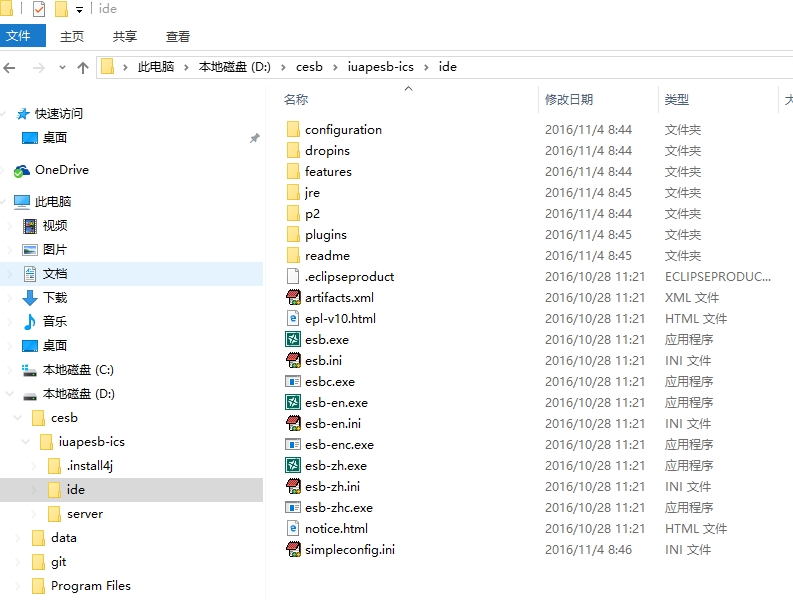 ide
文件 主页 共享 查看
此电脑 本地磁盘 (D:) cesb iuapesb-ics ide
快速访问
桌面
OneDrive
此电脑
视频
图片
文档
下载
音乐
桌面
本地磁盘 (C:)
本地磁盘 (D:)
cesb
iuapesb-ics
.install4j
ide
server
data
git
Program Files
名称 修改日期 类型 大
configuration 2016/11/4 8:44 文件夹
dropins 2016/11/4 8:44 文件夹
features 2016/11/4 8:44 文件夹
jre 2016/11/4 8:45 文件夹
p2 2016/11/4 8:44 文件夹
plugins 2016/11/4 8:45 文件夹
readme 2016/11/4 8:45 文件夹
.eclipseproduct 2016/10/28 11:21 ECLIPSEPRODUC...
artifacts.xml 2016/10/28 11:21 XML 文件
epl-v10.html 2016/10/28 11:21 HTML 文件
esb.exe 2016/10/28 11:21 应用程序
esb.ini 2016/10/28 11:21 INI 文件
esbc.exe 2016/10/28 11:21 应用程序
esb-en.exe 2016/10/28 11:21 应用程序
esb-en.ini 2016/10/28 11:21 INI 文件
esb-enc.exe 2016/10/28 11:21 应用程序
esb-zh.exe 2016/10/28 11:21 应用程序
esb-zh.ini 2016/10/28 11:21 INI 文件
esb-zhc.exe 2016/10/28 11:21 应用程序
notice.html 2016/10/28 11:21 HTML 文件
simpleconfig.ini 2016/11/4 8:46 INI 文件